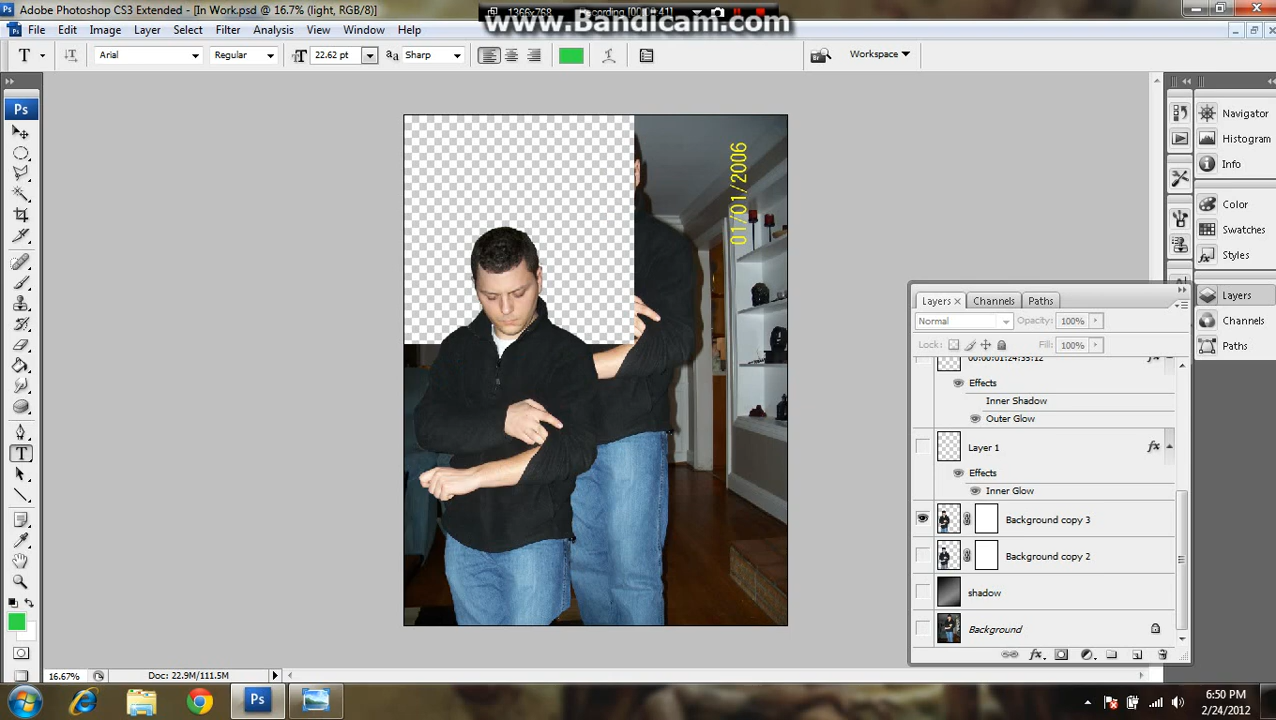 Adobe Photoshop CS3 Extended - [In Work.psd @ 16.7% (light, RGB/8)]
1366x768
www.Bandicam.com
File Edit Image Layer Select Filter Analysis View Window Help
Arial
Regular
22.62 pt
Sharp
Workspace
Ps
01/01/2006
Navigator
Histogram
Info
Color
Swatches
Styles
Layers
Channels
Paths
Layers
Channels
Paths
Normal
Opacity: 100%
Lock:
Fill: 100%
Effects
Inner Shadow
Outer Glow
Layer 1
fx
Effects
Inner Glow
Background copy 3
Background copy 2
shadow
Background
16.67%
Doc: 22.9M/111.5M
Ps
6:50 PM
2/24/2012